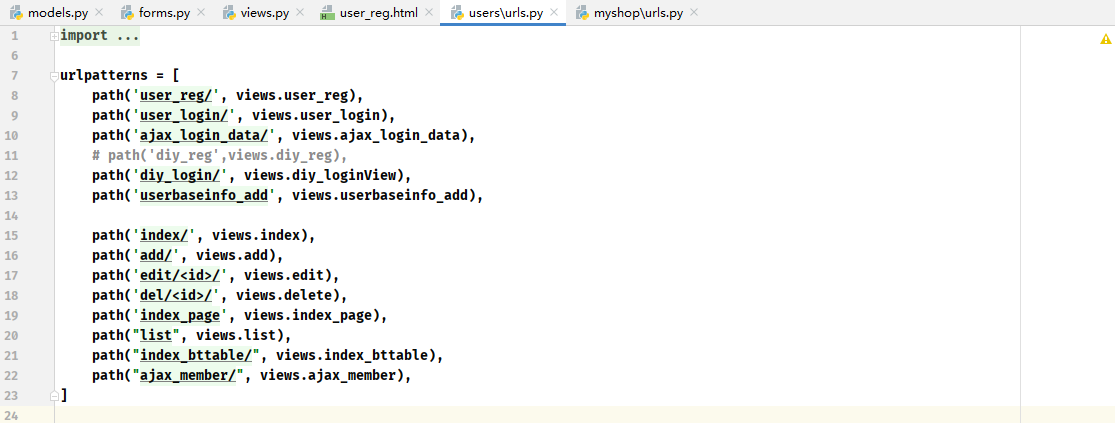 models.py forms.py views.py user_reg.html users\urls.py myshop\urls.py
1 import ...
6
7 urlpatterns = [
8 path('user_reg/', views.user_reg),
9 path('user_login/', views.user_login),
10 path('ajax_login_data/', views.ajax_login_data),
11 # path('diy_reg',views.diy_reg),
12 path('diy_login/', views.diy_loginView),
13 path('userbaseinfo_add', views.userbaseinfo_add),
14
15 path('index/', views.index),
16 path('add/', views.add),
17 path('edit/<id>/', views.edit),
18 path('del/<id>/', views.delete),
19 path('index_page', views.index_page),
20 path("list", views.list),
21 path("index_bttable/", views.index_bttable),
22 path("ajax_member/", views.ajax_member),
23 ]
24